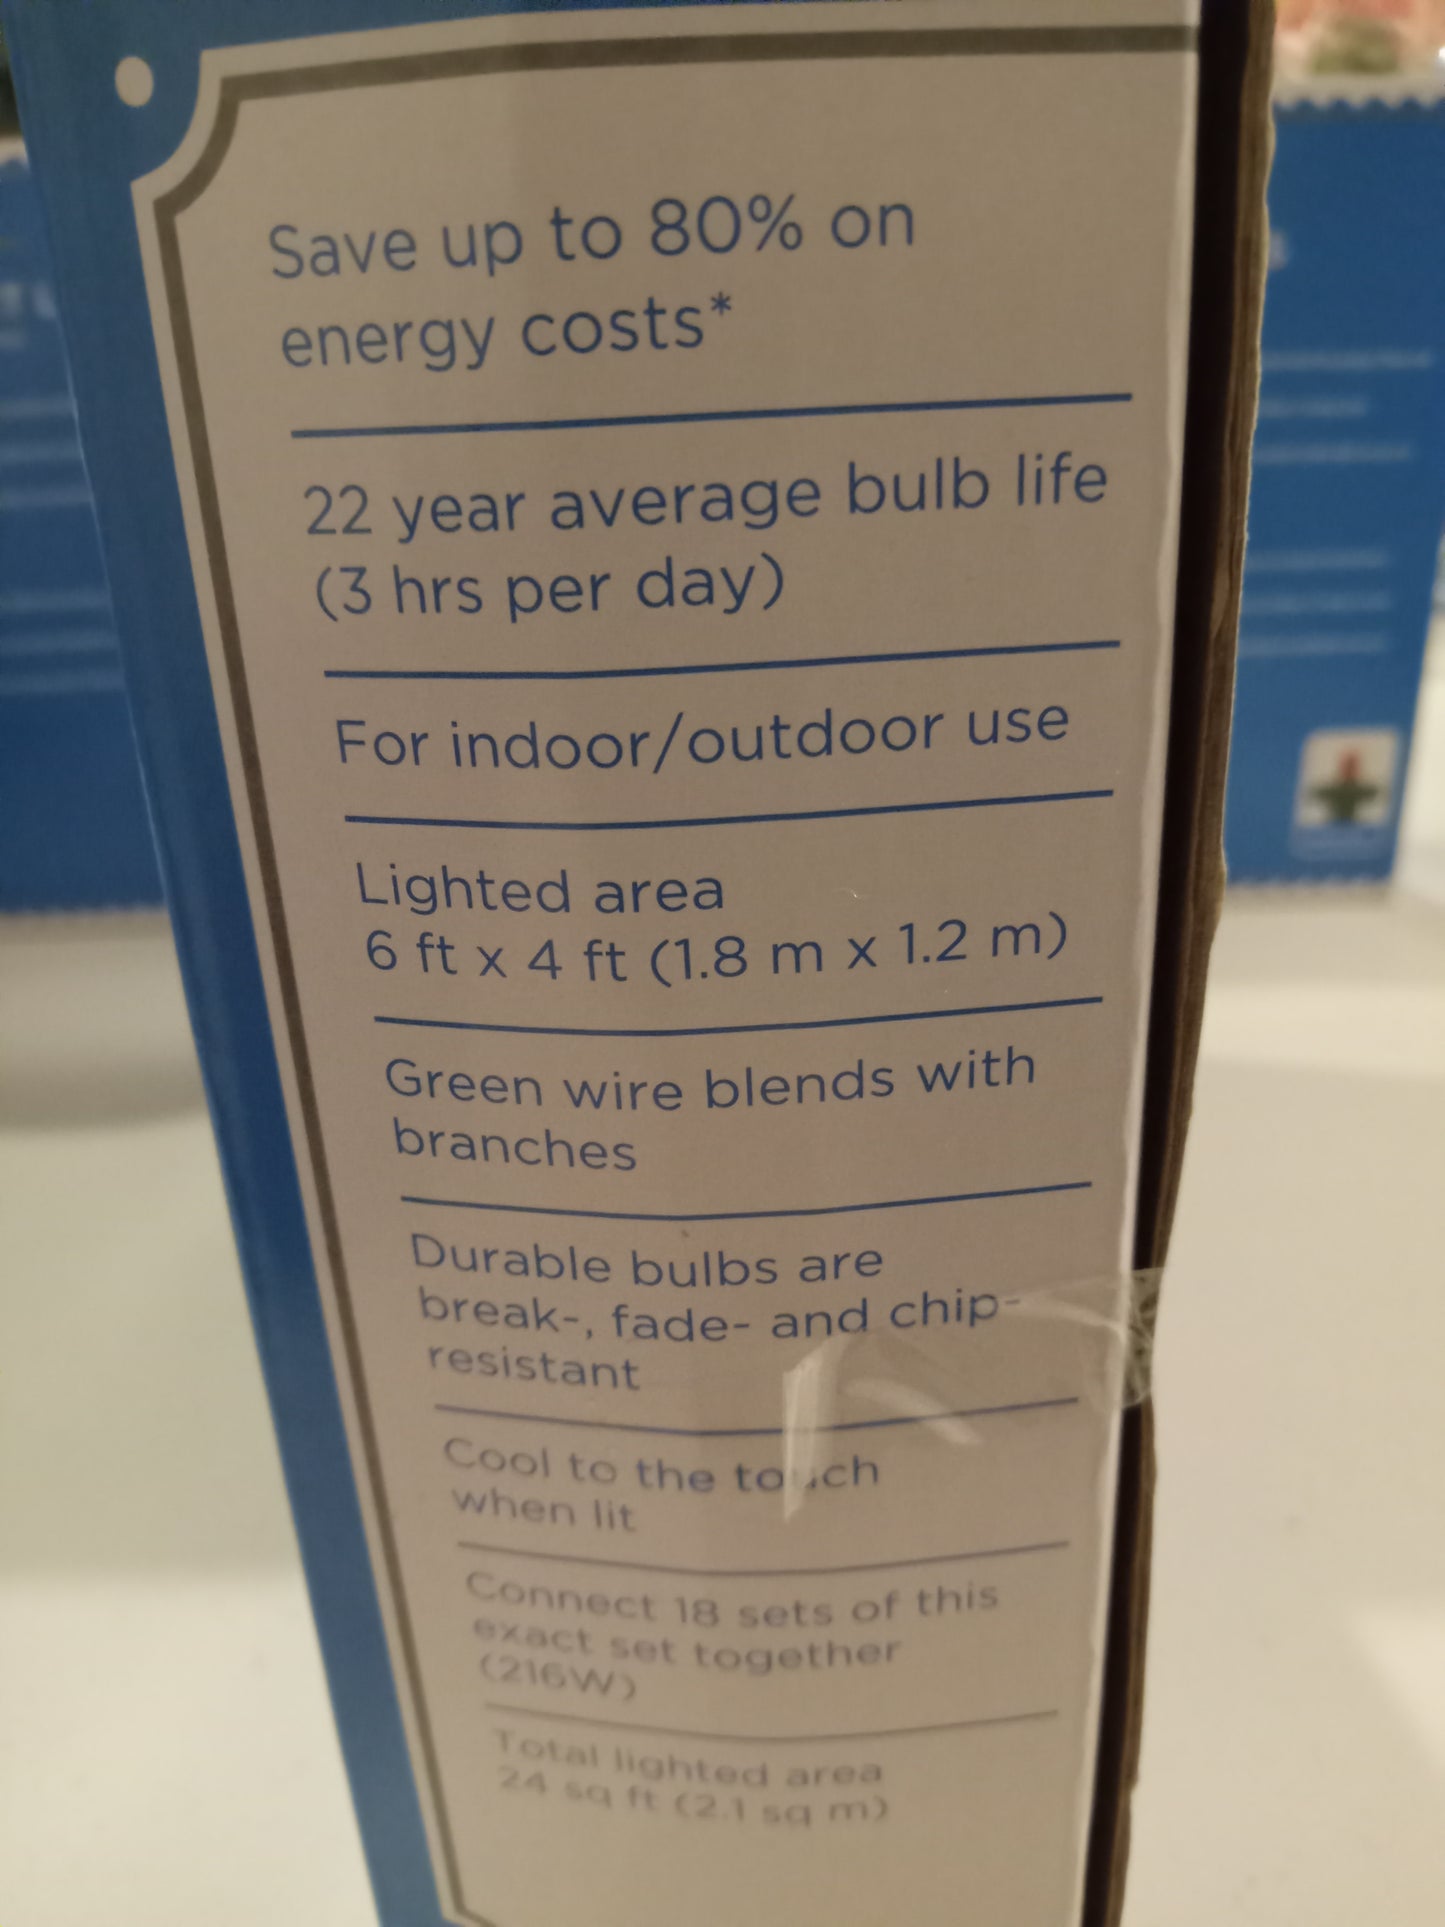 Save up to 80% on
energy costs*
22 year average bulb life
(3 hrs per day)
For indoor/outdoor use
Lighted area
6 ft x 4 ft (1.8 m x 1.2 m)
Green wire blends with
branches
Durable bulbs are
break-, fade- and chip-
resistant
Cool to the touch
when lit
Connect 18 sets of this
exact set together
(216W)
Total lighted area
24 sq ft (2.1 sq m)